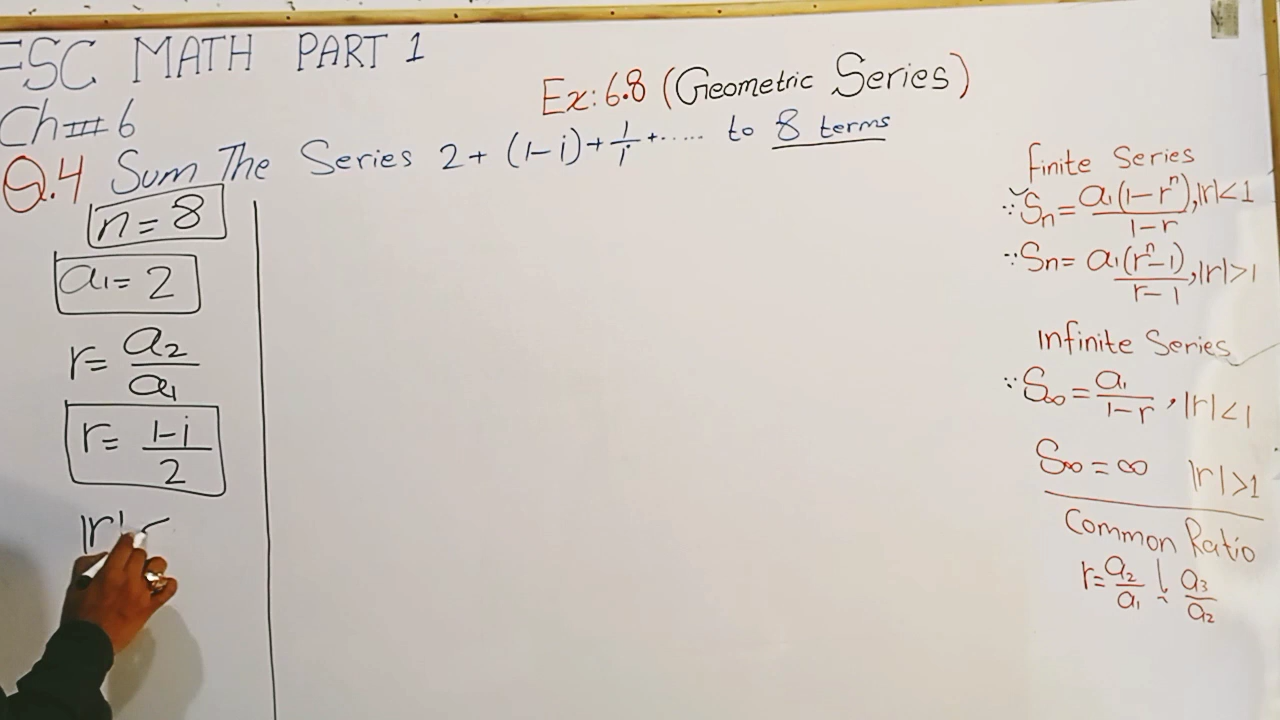 FSC MATH PART 1
Ch # 6
Ex: 6.8 (Geometric Series)
Q.4 Sum The Series 2 + (1-i) + 1/i + ..... to 8 terms
n = 8
a₁ = 2
r = a₂/a₁
r = (1-i)/2
|r| <
Finite Series
∵ Sn = a₁(1-rⁿ)/(1-r), |r| < 1
∵ Sn = a₁(rⁿ-1)/(r-1), |r| > 1
Infinite Series
∵ S∞ = a₁/(1-r), |r| < 1
S∞ = ∞ |r| > 1
Common Ratio
r = a₂/a₁ ; a₃/a₂